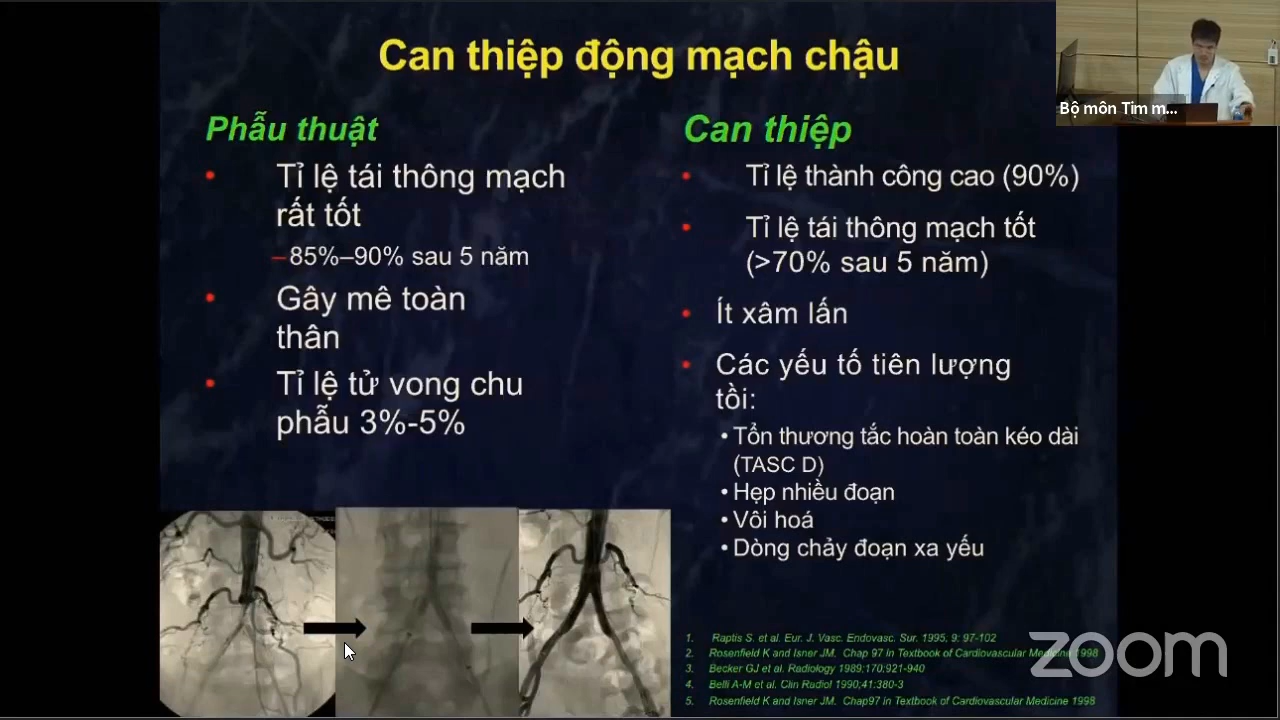 Can thiệp động mạch chậu
Bộ môn Tim m...
Phẫu thuật
• Tỉ lệ tái thông mạch
rất tốt
–85%–90% sau 5 năm
• Gây mê toàn
thân
• Tỉ lệ tử vong chu
phẫu 3%-5%
Can thiệp
• Tỉ lệ thành công cao (90%)
• Tỉ lệ tái thông mạch tốt
(>70% sau 5 năm)
• Ít xâm lấn
• Các yếu tố tiên lượng
tồi:
• Tổn thương tắc hoàn toàn kéo dài
(TASC D)
• Hẹp nhiều đoạn
• Vôi hoá
• Dòng chảy đoạn xa yếu
1. Raptis S. et al. Eur. J. Vasc. Endovasc. Sur. 1995, 9: 97-102
2. Rosenfield K and Isner JM. Chap 97 in Textbook of Cardiovascular Medicine 1998
3. Becker GJ et al. Radiology 1989;170:921-940
4. Belli A-M et al. Clin Radiol 1990;41:380-3
5. Rosenfield K and Isner JM. Chap97 in Textbook of Cardiovascular Medicine 1998
zoom